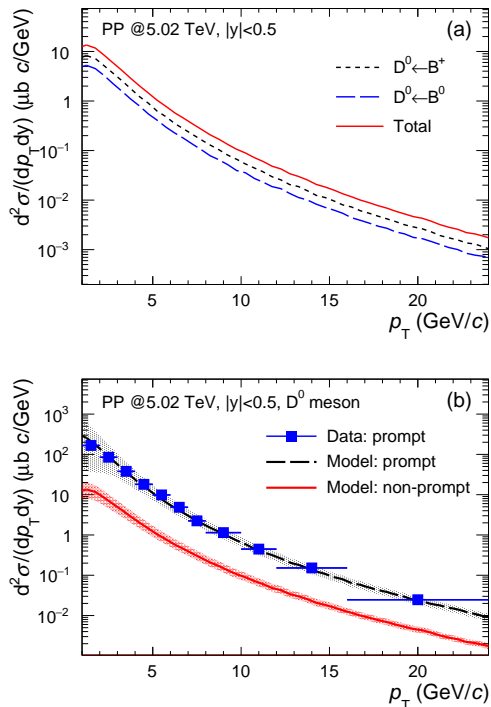 PP @5.02 TeV, |y|<0.5
(a)
D⁰←B⁺
D⁰←B⁰
Total
10
1
10⁻¹
10⁻²
10⁻³
d²σ/(dp_T dy) (μb c/GeV)
5 10 15 20
p_T (GeV/c)
PP @5.02 TeV, |y|<0.5, D⁰ meson
(b)
Data: prompt
Model: prompt
Model: non-prompt
10³
10²
10
1
10⁻¹
10⁻²
d²σ/(dp_T dy) (μb c/GeV)
5 10 15 20
p_T (GeV/c)